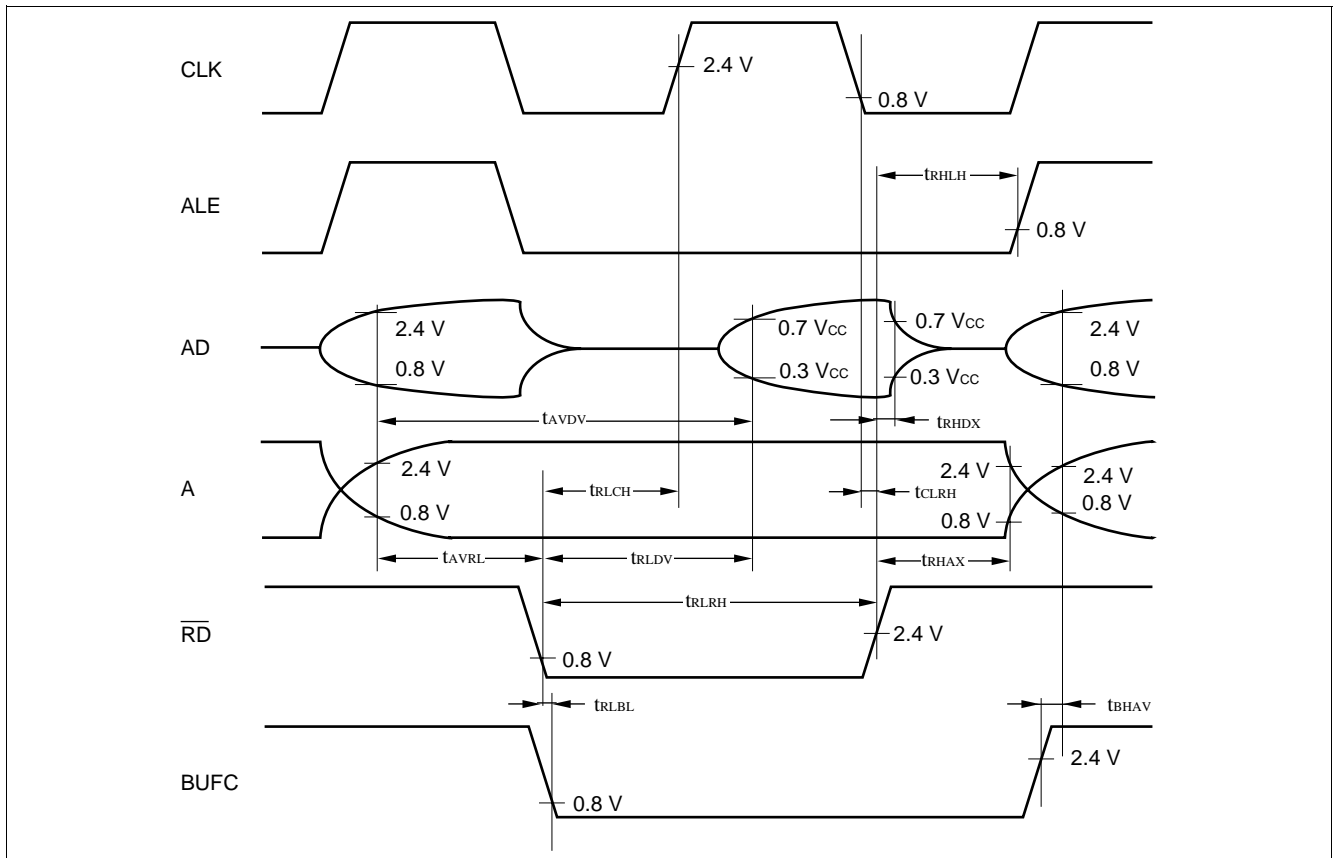 CLK
2.4 V
0.8 V
tRHLH
ALE
0.8 V
AD
2.4 V
0.8 V
0.7 VCC
0.3 VCC
0.7 VCC
0.3 VCC
2.4 V
0.8 V
tAVDV
tRHDX
A
2.4 V
0.8 V
tRLCH
2.4 V
0.8 V
tCLRH
2.4 V
0.8 V
tAVRL
tRLDV
tRHAX
tRLRH
RD
0.8 V
2.4 V
tRLBL
tBHAV
BUFC
0.8 V
2.4 V